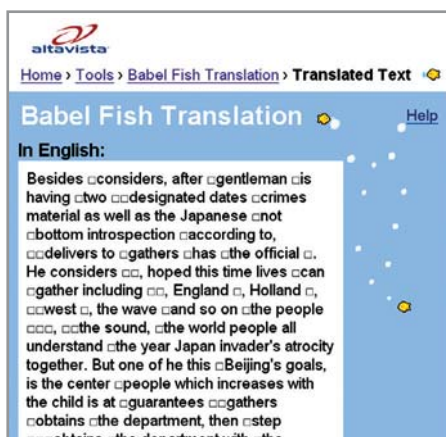 altavista
Home › Tools › Babel Fish Translation › Translated Text
Babel Fish Translation
Help
In English:
Besides □considers, after □gentleman □is
having □two □□designated dates □crimes
material as well as the Japanese □not
□bottom introspection □according to,
□□delivers to □gathers □has □the official □.
He considers □□, hoped this time lives □can
□gather including □□, England □, Holland □,
□□west □, the wave □and so on □the people
□□□, □□the sound, □the world people all
understand □the year Japan invader's atrocity
together. But one of he this □Beijing's goals,
is the center □people which increases with
the child is at □guarantees □□gathers
□obtains □the department, then □step